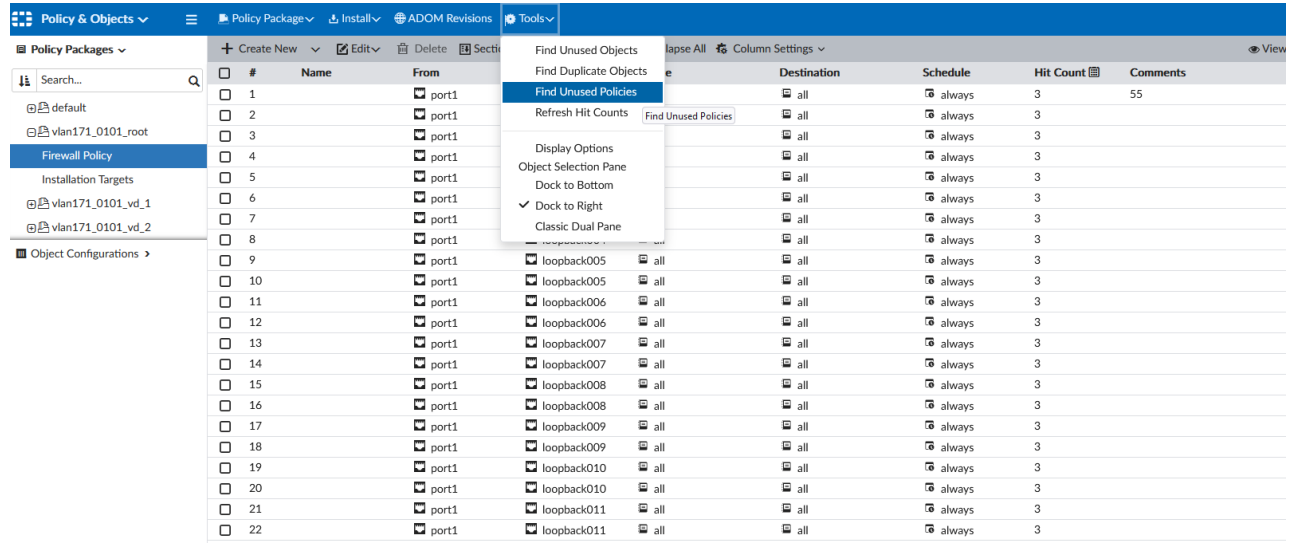 Policy & Objects Policy Package Install ADOM Revisions Tools
Policy Packages Create New Edit Delete Find Unused Objects lapse All Column Settings View
Search... # Name From Find Duplicate Objects e Destination Schedule Hit Count Comments
1 port1 Find Unused Policies all always 3 55
default
2 port1 Refresh Hit Counts Find Unused Policies all always 3
vlan171_0101_root
3 port1 all always 3
Firewall Policy 4 port1 Display Options all always 3
Object Selection Pane
Installation Targets 5 port1 Dock to Bottom all always 3
vlan171_0101_vd_1 6 port1 Dock to Right all always 3
vlan171_0101_vd_2 7 port1 Classic Dual Pane all always 3
8 port1 all always 3
Object Configurations
9 port1 loopback005 all all always 3
10 port1 loopback005 all all always 3
11 port1 loopback006 all all always 3
12 port1 loopback006 all all always 3
13 port1 loopback007 all all always 3
14 port1 loopback007 all all always 3
15 port1 loopback008 all all always 3
16 port1 loopback008 all all always 3
17 port1 loopback009 all all always 3
18 port1 loopback009 all all always 3
19 port1 loopback010 all all always 3
20 port1 loopback010 all all always 3
21 port1 loopback011 all all always 3
22 port1 loopback011 all all always 3